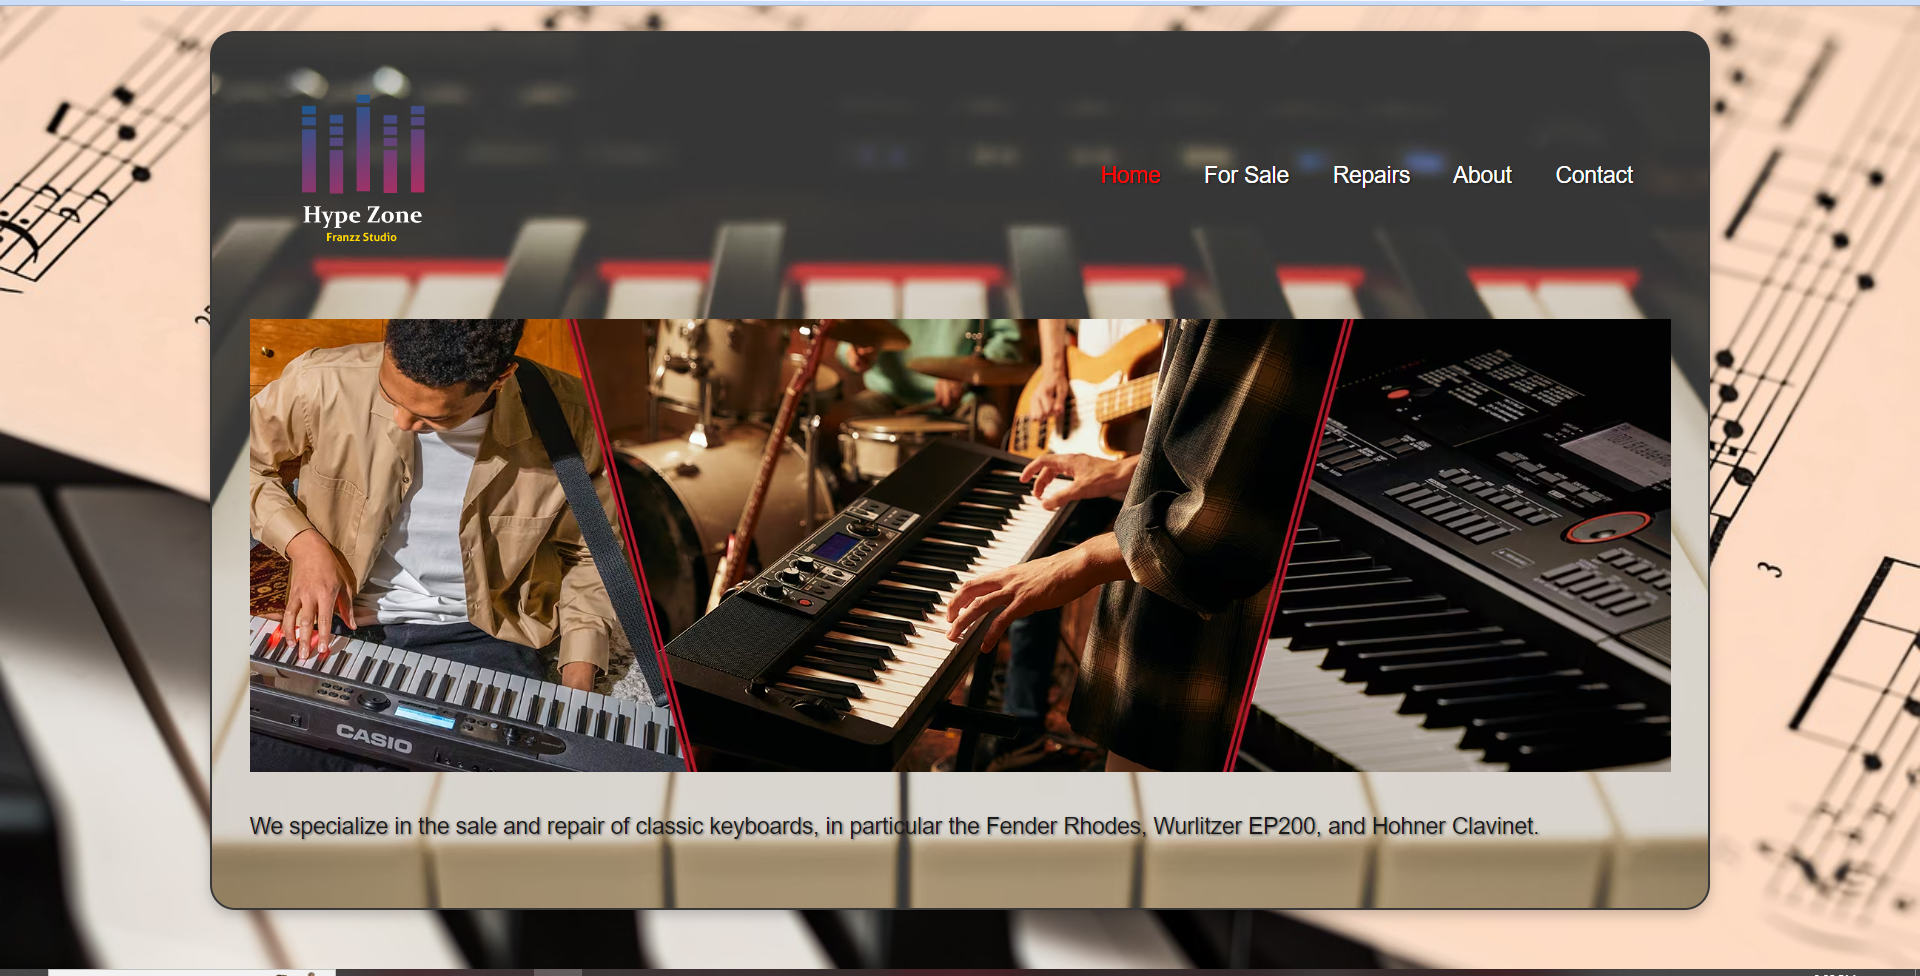 Hype Zone
Franzz Studio
Home For Sale Repairs About Contact
CASIO
We specialize in the sale and repair of classic keyboards, in particular the Fender Rhodes, Wurlitzer EP200, and Hohner Clavinet.
3